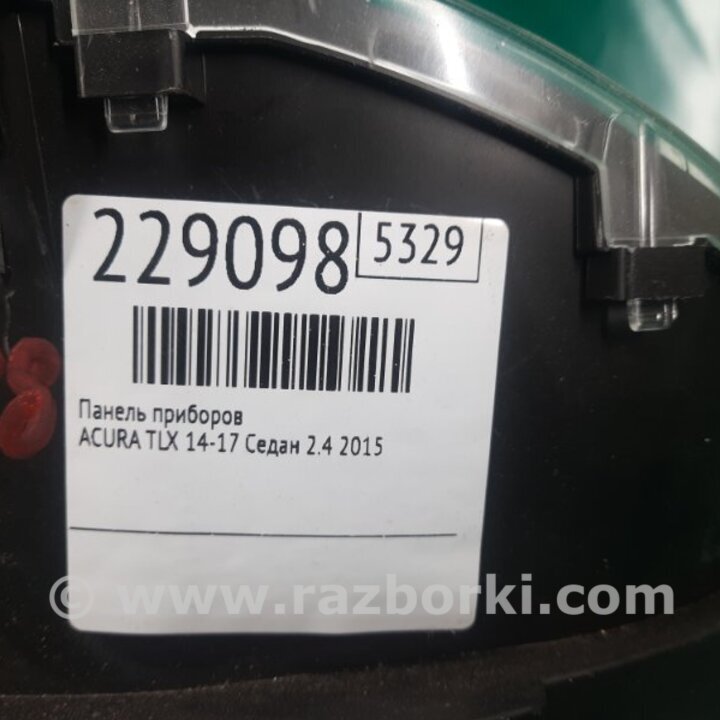 229098 5329
Панель приборов
ACURA TLX 14-17 Седан 2.4 2015
© www.razborki.com